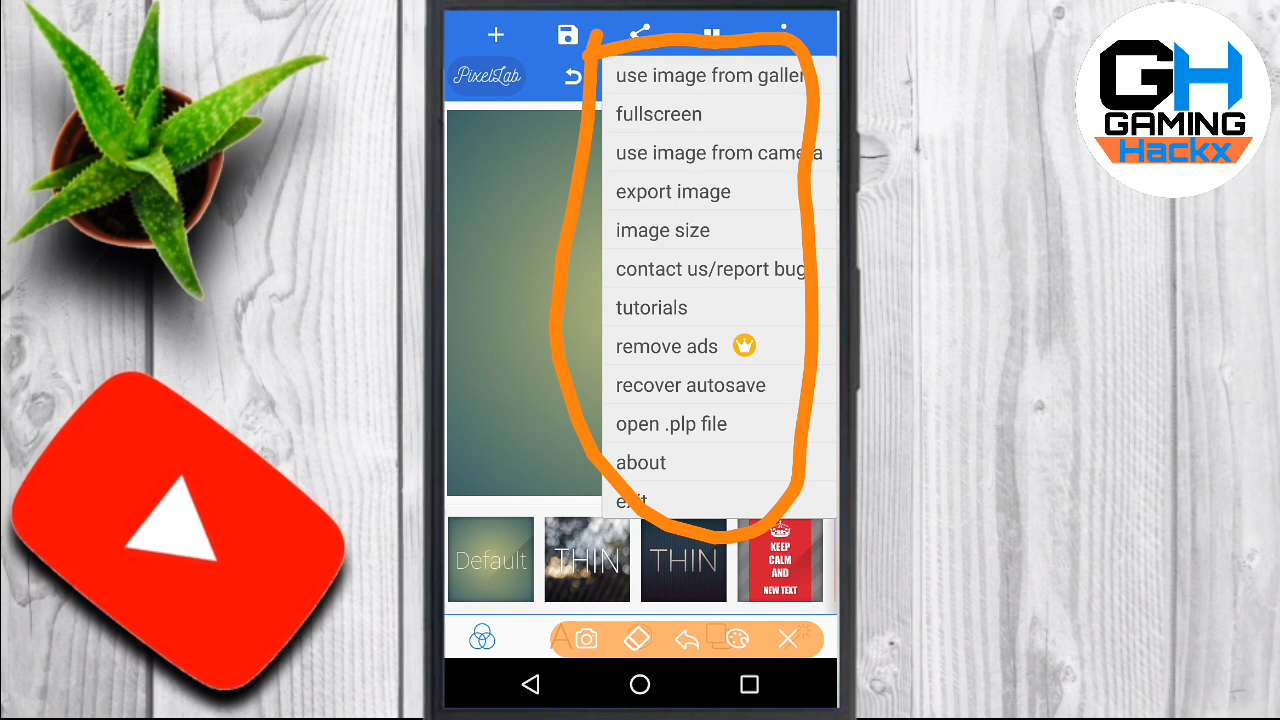 PixelLab
use image from galler
fullscreen
use image from camera
export image
image size
contact us/report bug
tutorials
remove ads
recover autosave
open .plp file
about
exit
Default
THIN
THIN
KEEP
CALM
AND
NEW TEXT
A
GH
GAMING
Hackx